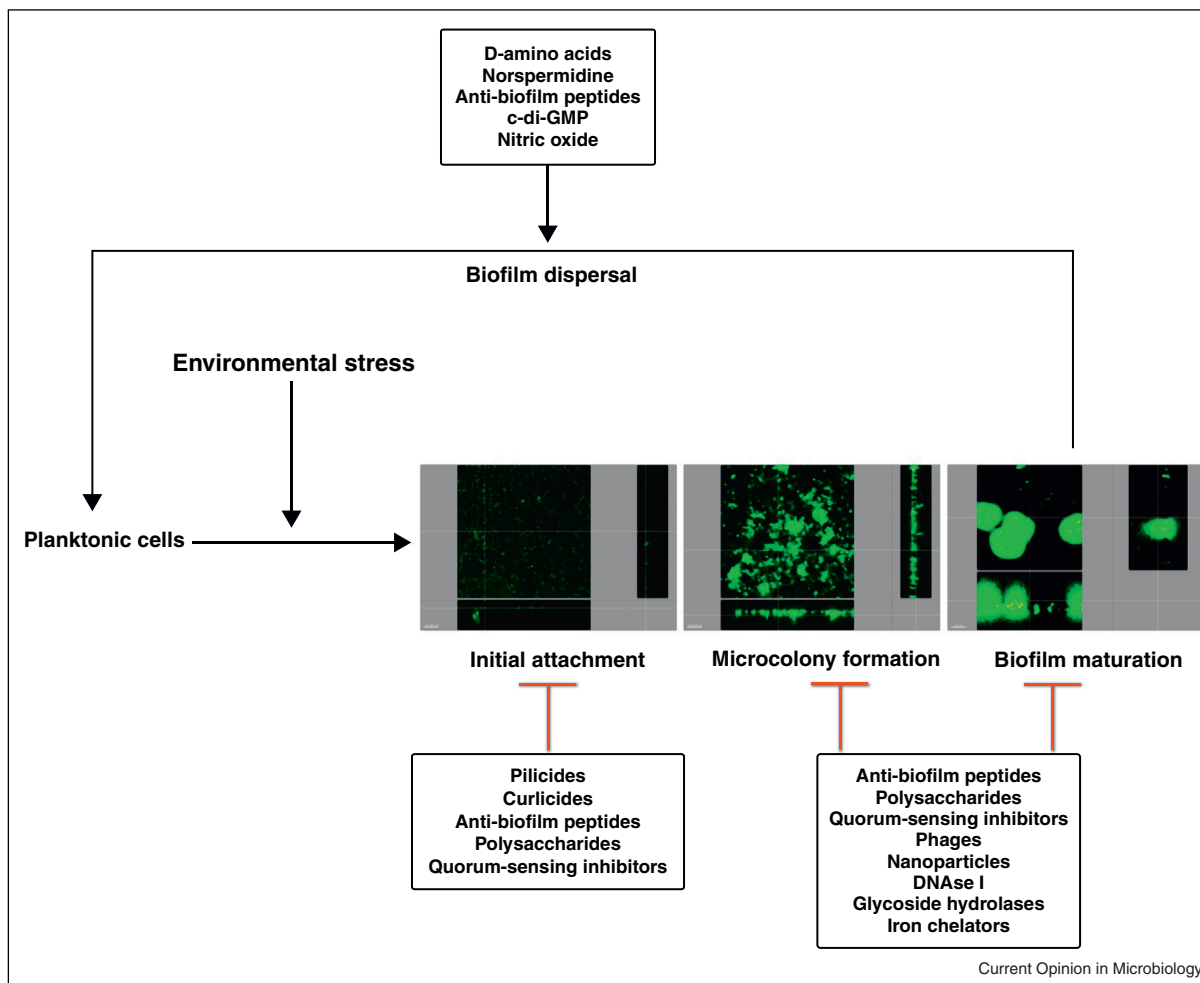 D-amino acids
Norspermidine
Anti-biofilm peptides
c-di-GMP
Nitric oxide
Biofilm dispersal
Environmental stress
Planktonic cells
Initial attachment
Microcolony formation
Biofilm maturation
Pilicides
Curlicides
Anti-biofilm peptides
Polysaccharides
Quorum-sensing inhibitors
Anti-biofilm peptides
Polysaccharides
Quorum-sensing inhibitors
Phages
Nanoparticles
DNAse I
Glycoside hydrolases
Iron chelators
Current Opinion in Microbiology